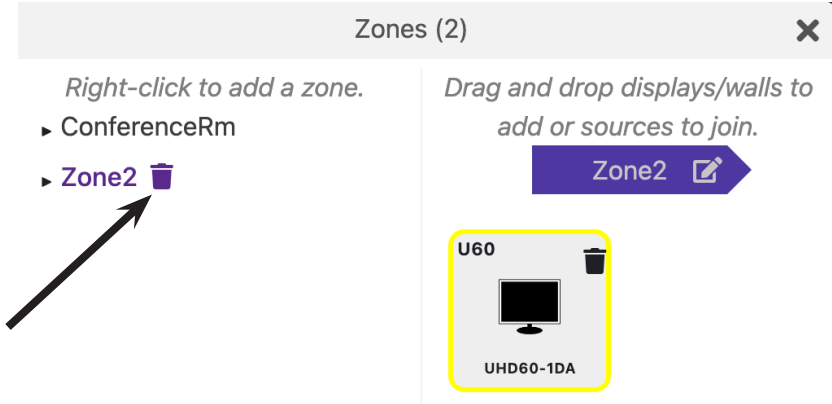 Zones (2)
Right-click to add a zone.
ConferenceRm
Zone2
Drag and drop displays/walls to
add or sources to join.
Zone2
U60
UHD60-1DA